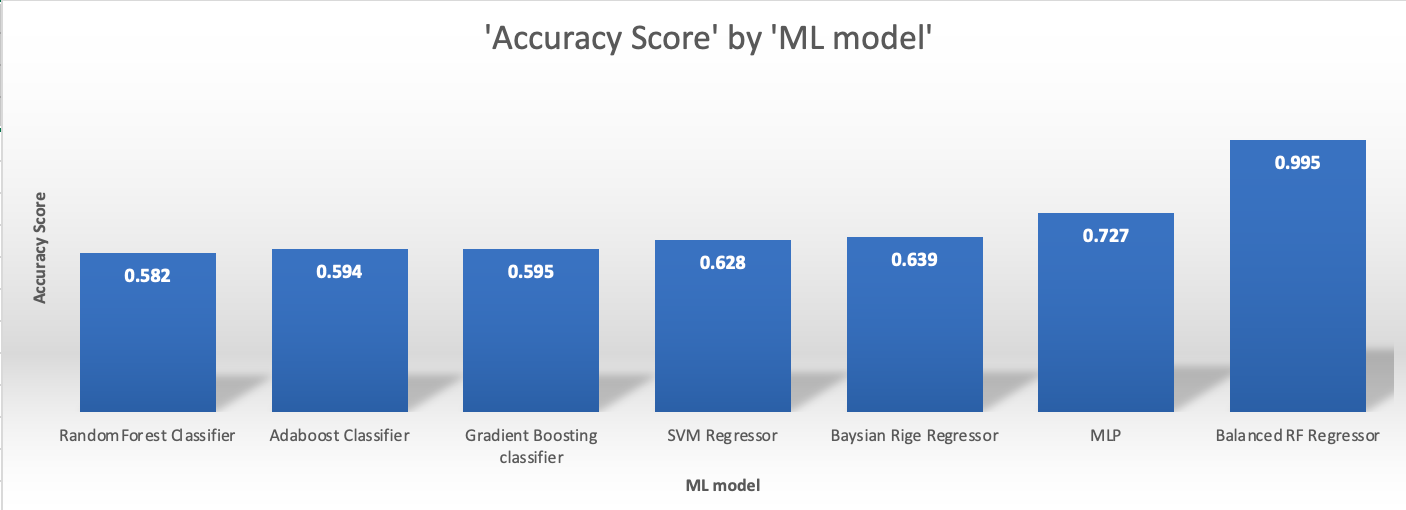 'Accuracy Score' by 'ML model'
Accuracy Score
0.582
0.594
0.595
0.628
0.639
0.727
0.995
Random Forest Classifier
Adaboost Classifier
Gradient Boosting
classifier
SVM Regressor
Baysian Rige Regressor
MLP
Balanced RF Regressor
ML model